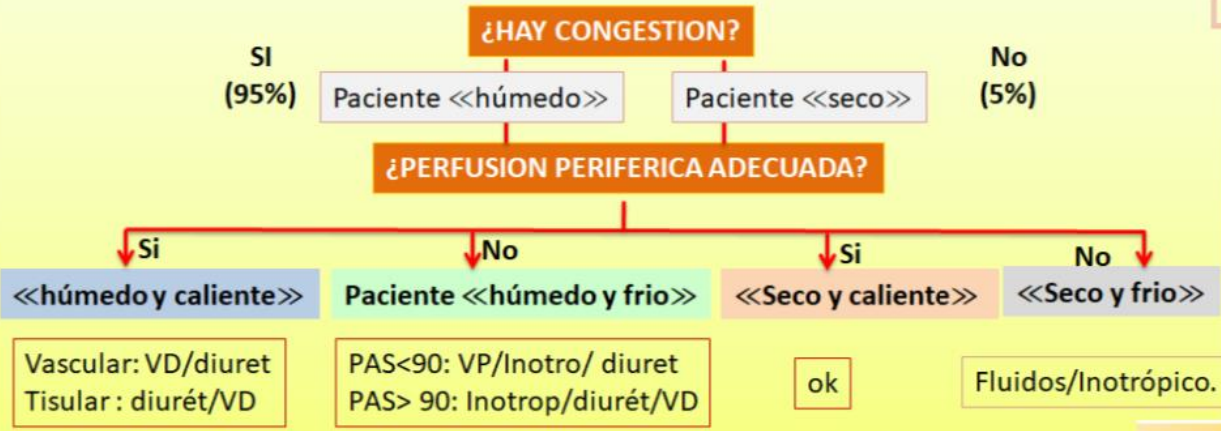 ¿HAY CONGESTION?
SI
(95%)
Paciente <<húmedo>>
Paciente <<seco>>
No
(5%)
¿PERFUSION PERIFERICA ADECUADA?
Si
No
Si
No
<<húmedo y caliente>>
Paciente <<húmedo y frio>>
<<Seco y caliente>>
<<Seco y frio>>
Vascular: VD/diuret
Tisular : diurét/VD
PAS<90: VP/Inotro/ diuret
PAS> 90: Inotrop/diurét/VD
ok
Fluidos/Inotrópico.